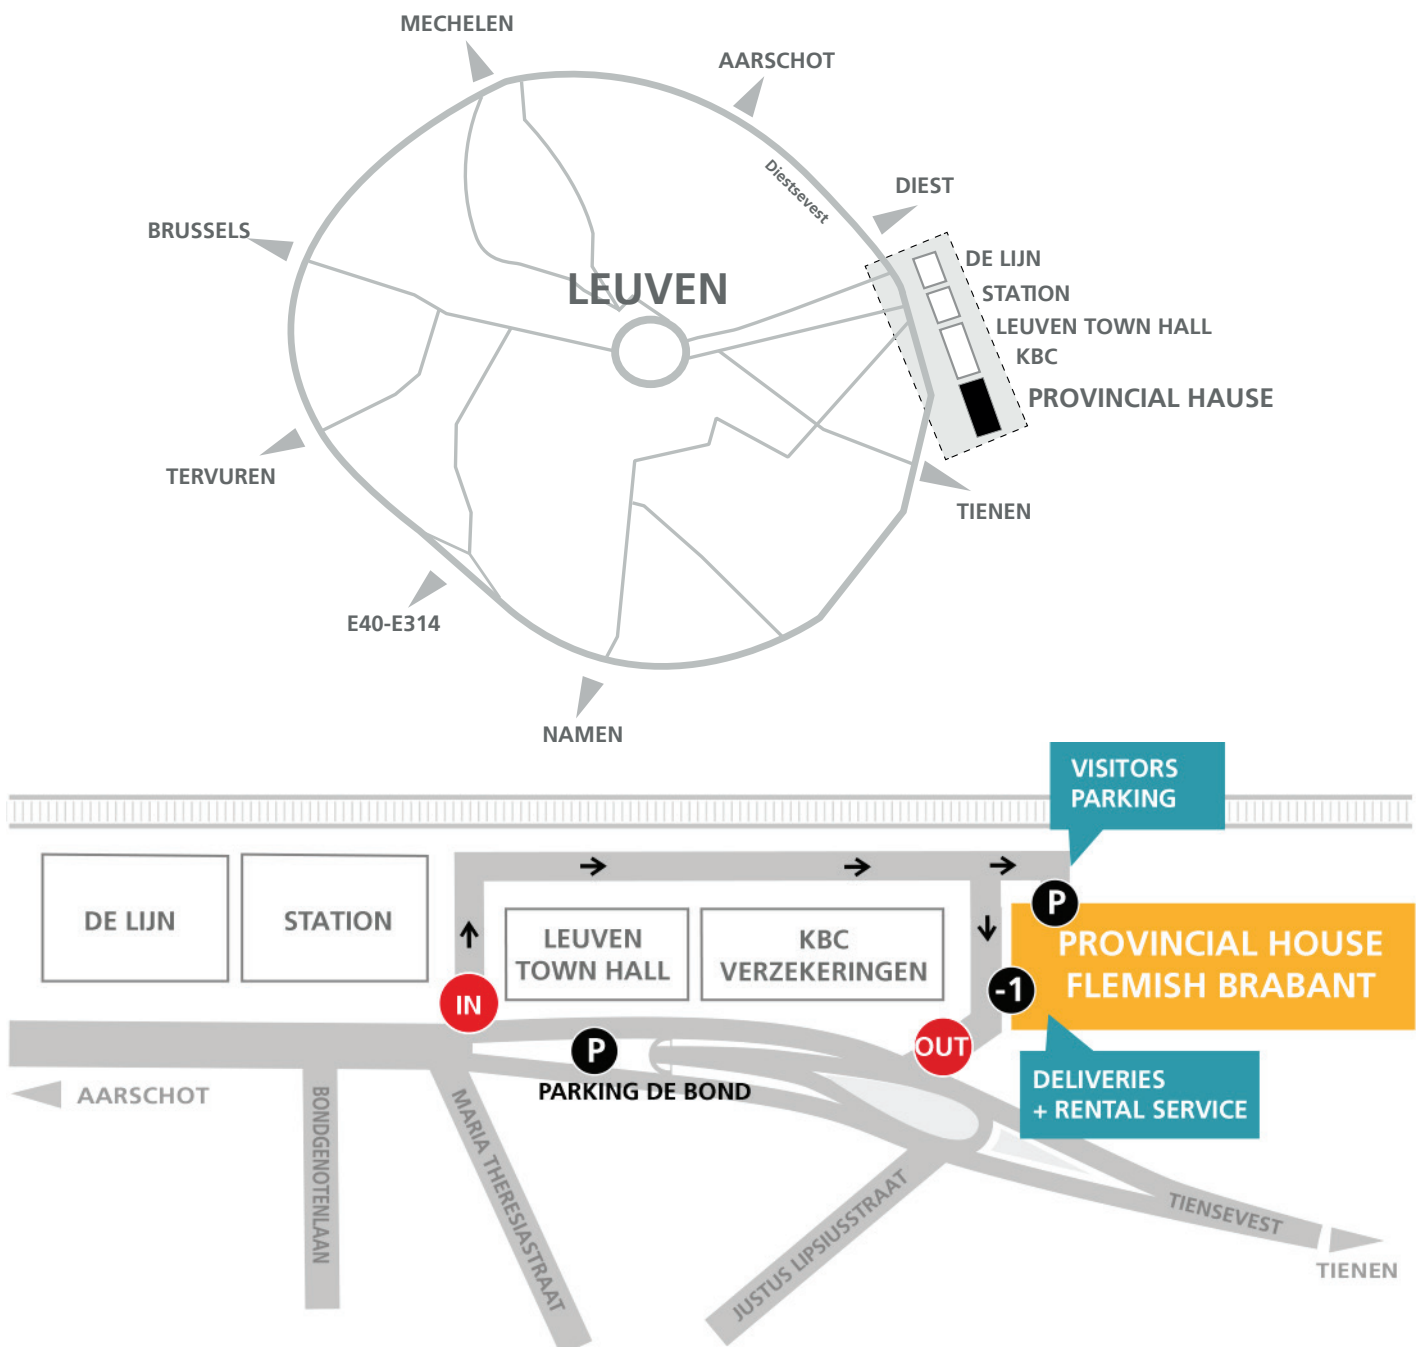 MECHELEN
AARSCHOT
Diestsevest
DIEST
BRUSSELS
DE LIJN
LEUVEN
STATION
LEUVEN TOWN HALL
KBC
PROVINCIAL HAUSE
TERVUREN
TIENEN
E40-E314
NAMEN
VISITORS
PARKING
DE LIJN
STATION
LEUVEN
TOWN HALL
KBC
VERZEKERINGEN
P
PROVINCIAL HOUSE
FLEMISH BRABANT
-1
IN
OUT
P
PARKING DE BOND
DELIVERIES
+ RENTAL SERVICE
AARSCHOT
BONDGENOTENLAAN
MARIA THERESIASTRAAT
JUSTUS LIPSIUSSTRAAT
TIENSEVEST
TIENEN